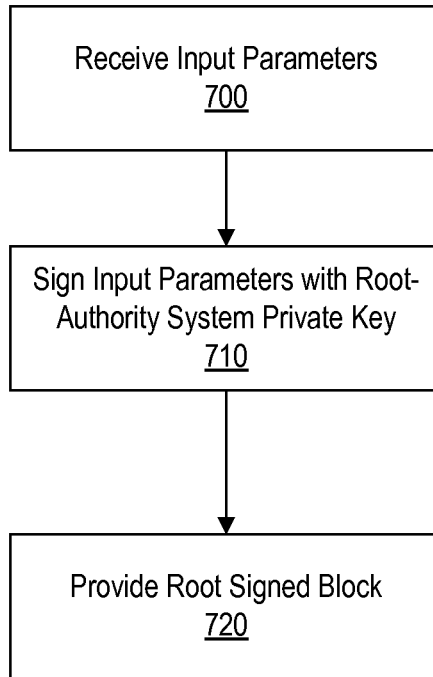 Receive Input Parameters
700
Sign Input Parameters with Root-
Authority System Private Key
710
Provide Root Signed Block
720